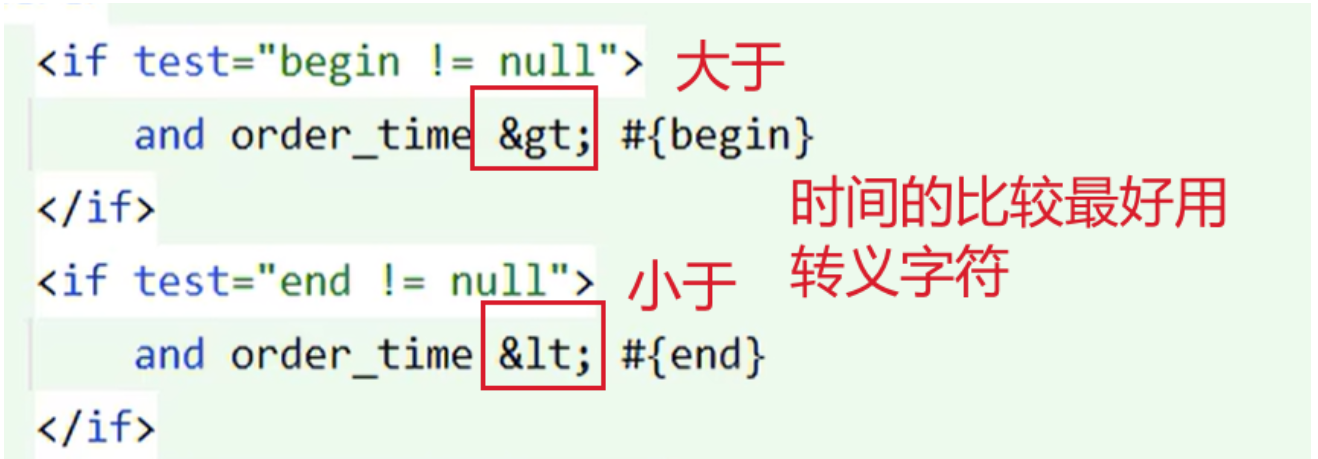 <if test="begin != null"> 大于
and order_time &gt; #{begin}
</if>
时间的比较最好用
转义字符
<if test="end != null"> 小于
and order_time &lt; #{end}
</if>